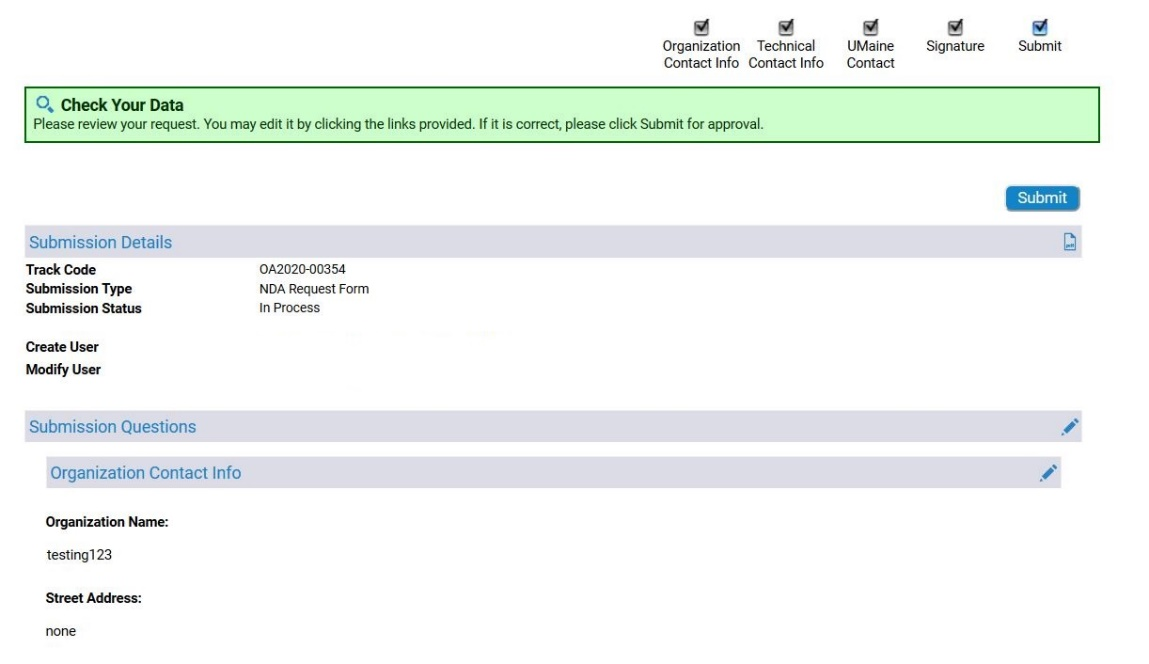 Organization Contact Info
Technical Contact Info
UMaine Contact
Signature
Submit
Check Your Data
Please review your request. You may edit it by clicking the links provided. If it is correct, please click Submit for approval.
Submit
Submission Details
Track Code OA2020-00354
Submission Type NDA Request Form
Submission Status In Process
Create User
Modify User
Submission Questions
Organization Contact Info
Organization Name:
testing123
Street Address:
none